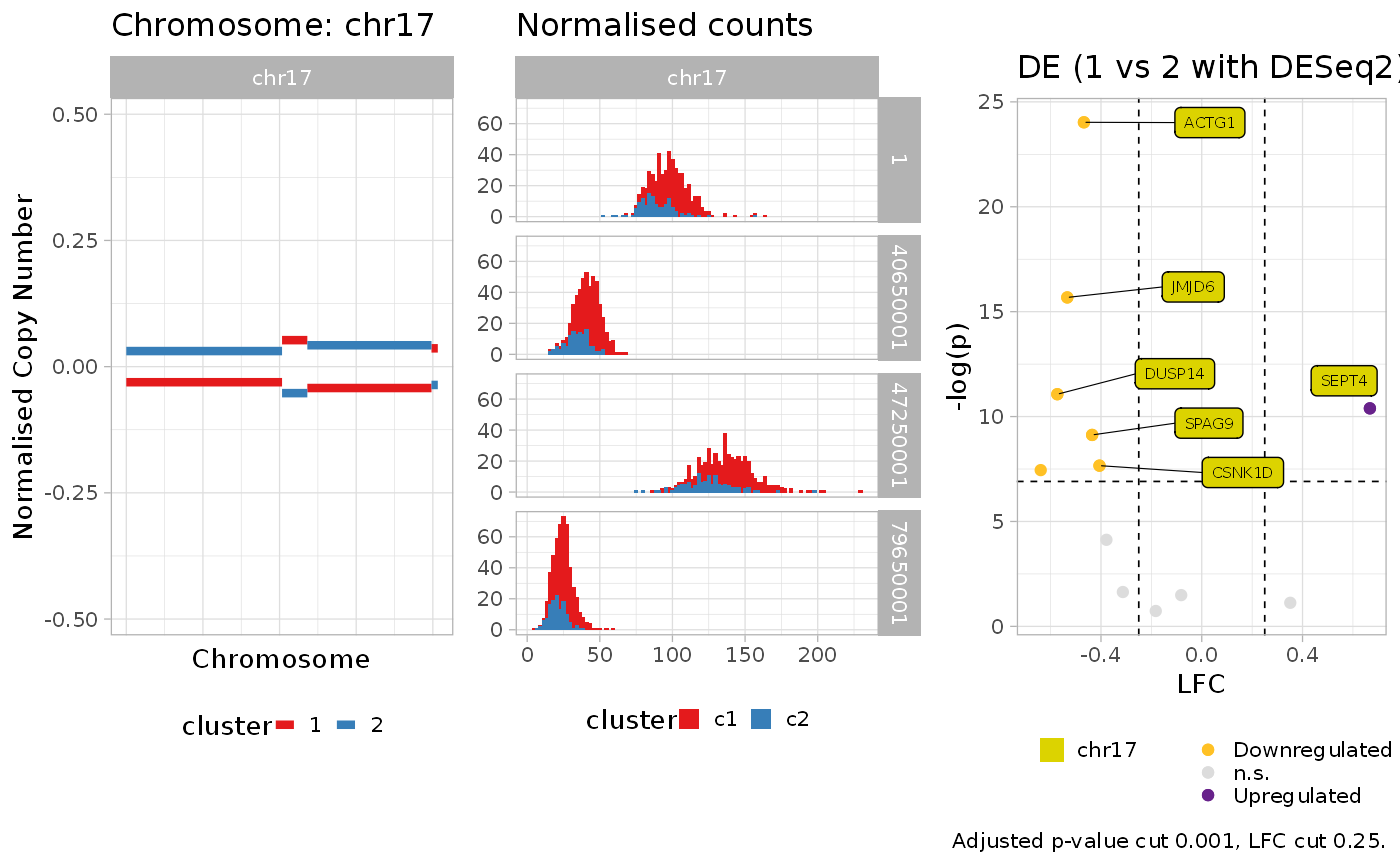 Chromosome: chr17
chr17
Normalised Copy Number
0.50
0.25
0.00
-0.25
-0.50
Chromosome
cluster 1 2
Normalised counts
chr17
60
40
20
0
1
60
40
20
0
40650001
60
40
20
0
47250001
60
40
20
0
79650001
0 50 100 150 200
cluster c1 c2
DE (1 vs 2 with DESeq2)
-log(p)
25
20
15
10
5
0
ACTG1
JMJD6
DUSP14
SEPT4
SPAG9
CSNK1D
-0.4 0.0 0.4
LFC
chr17
Downregulated
n.s.
Upregulated
Adjusted p-value cut 0.001, LFC cut 0.25.